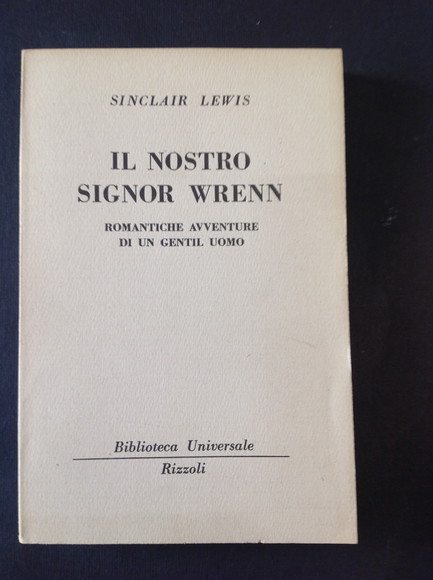 SINCLAIR LEWIS
IL NOSTRO
SIGNOR WRENN
ROMANTICHE AVVENTURE
DI UN GENTIL UOMO
Biblioteca Universale
Rizzoli